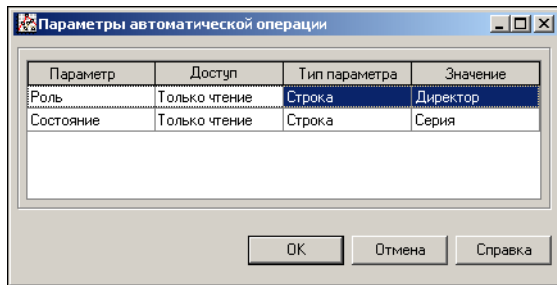 Параметры автоматической операции
Параметр Доступ Тип параметра Значение
Роль Только чтение Строка Директор
Состояние Только чтение Строка Серия
OK Отмена Справка